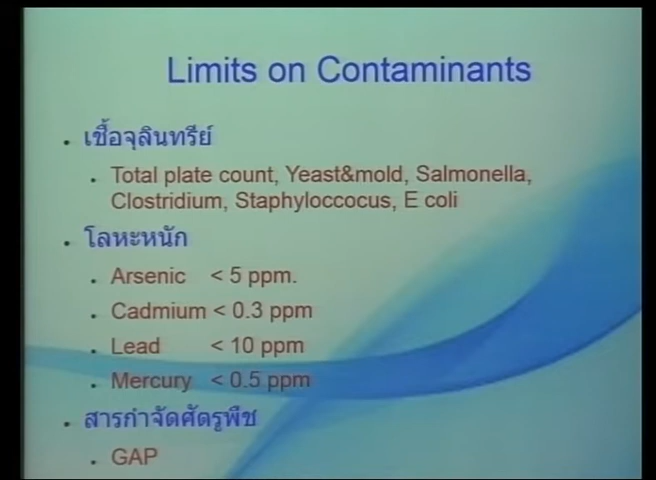 Limits on Contaminants
• เชื้อจุลินทรีย์
• Total plate count, Yeast&mold, Salmonella,
Clostridium, Staphyloccocus, E coli
• โลหะหนัก
• Arsenic < 5 ppm.
• Cadmium < 0.3 ppm
• Lead < 10 ppm
• Mercury < 0.5 ppm
• สารกำจัดศัตรูพืช
• GAP